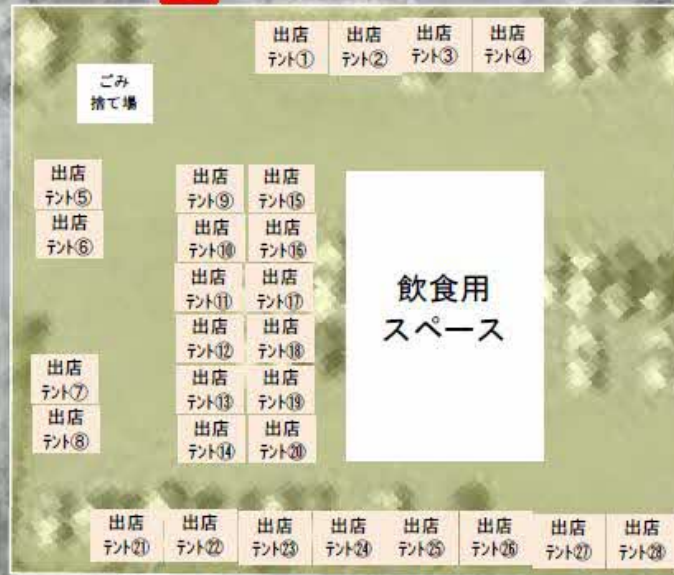 出店
ﾃﾝﾄ①
出店
ﾃﾝﾄ②
出店
ﾃﾝﾄ③
出店
ﾃﾝﾄ④
ごみ
捨て場
出店
ﾃﾝﾄ⑤
出店
ﾃﾝﾄ⑥
出店
ﾃﾝﾄ⑦
出店
ﾃﾝﾄ⑧
出店
ﾃﾝﾄ⑨
出店
ﾃﾝﾄ⑩
出店
ﾃﾝﾄ⑪
出店
ﾃﾝﾄ⑫
出店
ﾃﾝﾄ⑬
出店
ﾃﾝﾄ⑭
出店
ﾃﾝﾄ⑮
出店
ﾃﾝﾄ⑯
出店
ﾃﾝﾄ⑰
出店
ﾃﾝﾄ⑱
出店
ﾃﾝﾄ⑲
出店
ﾃﾝﾄ⑳
飲食用
スペース
出店
ﾃﾝﾄ㉑
出店
ﾃﾝﾄ㉒
出店
ﾃﾝﾄ㉓
出店
ﾃﾝﾄ㉔
出店
ﾃﾝﾄ㉕
出店
ﾃﾝﾄ㉖
出店
ﾃﾝﾄ㉗
出店
ﾃﾝﾄ㉘